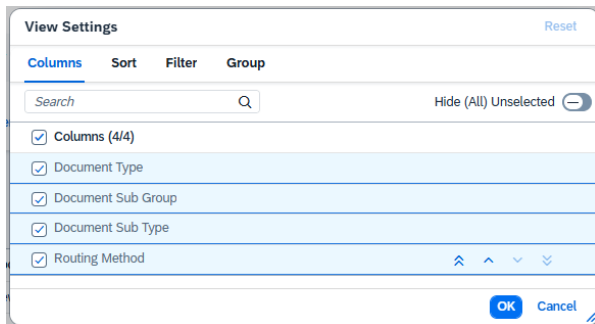 View Settings
Reset
Columns Sort Filter Group
Search
Hide (All) Unselected
Columns (4/4)
Document Type
Document Sub Group
Document Sub Type
Routing Method
OK Cancel